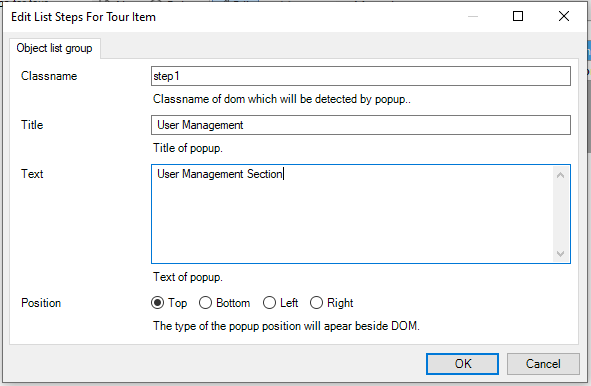 Edit List Steps For Tour Item
Object list group
Classname
step1
Classname of dom which will be detected by popup..
Title
User Management
Title of popup.
Text
User Management Section
Text of popup.
Position
Top Bottom Left Right
The type of the popup position will apear beside DOM.
OK Cancel